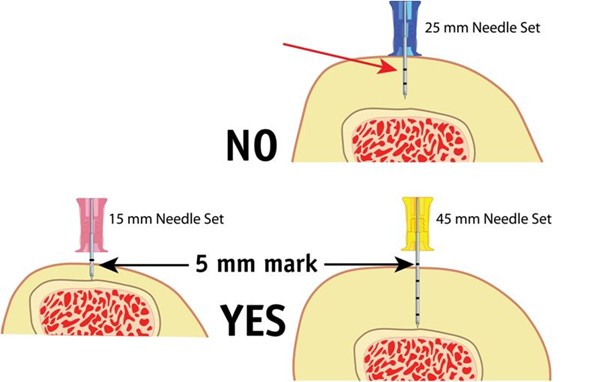 25 mm Needle Set
NO
15 mm Needle Set
45 mm Needle Set
5 mm mark
YES